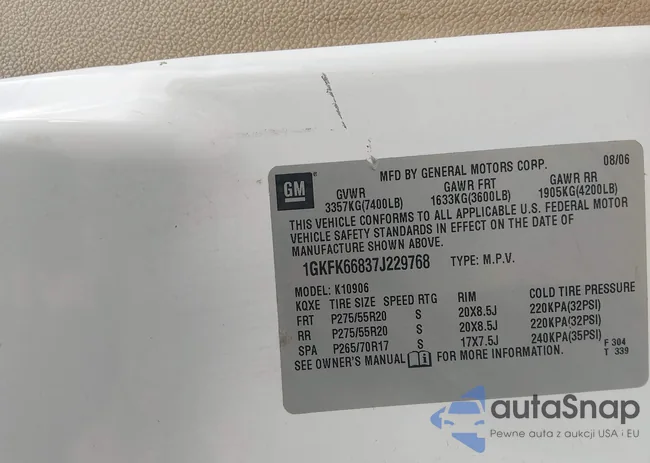 MFD BY GENERAL MOTORS CORP. 08/06
GM
GVWR GAWR FRT GAWR RR
3357KG(7400LB) 1633KG(3600LB) 1905KG(4200LB)
THIS VEHICLE CONFORMS TO ALL APPLICABLE U.S. FEDERAL MOTOR
VEHICLE SAFETY STANDARDS IN EFFECT ON THE DATE OF
MANUFACTURE SHOWN ABOVE.
1GKFK66837J229768 TYPE: M.P.V.
MODEL: K10906
KQXE TIRE SIZE SPEED RTG RIM COLD TIRE PRESSURE
FRT P275/55R20 S 20X8.5J 220KPA(32PSI)
RR P275/55R20 S 20X8.5J 220KPA(32PSI)
SPA P265/70R17 S 17X7.5J 240KPA(35PSI)
SEE OWNER'S MANUAL FOR MORE INFORMATION.
F 304
T 339
autaSnap
Pewne auta z aukcji USA i EU